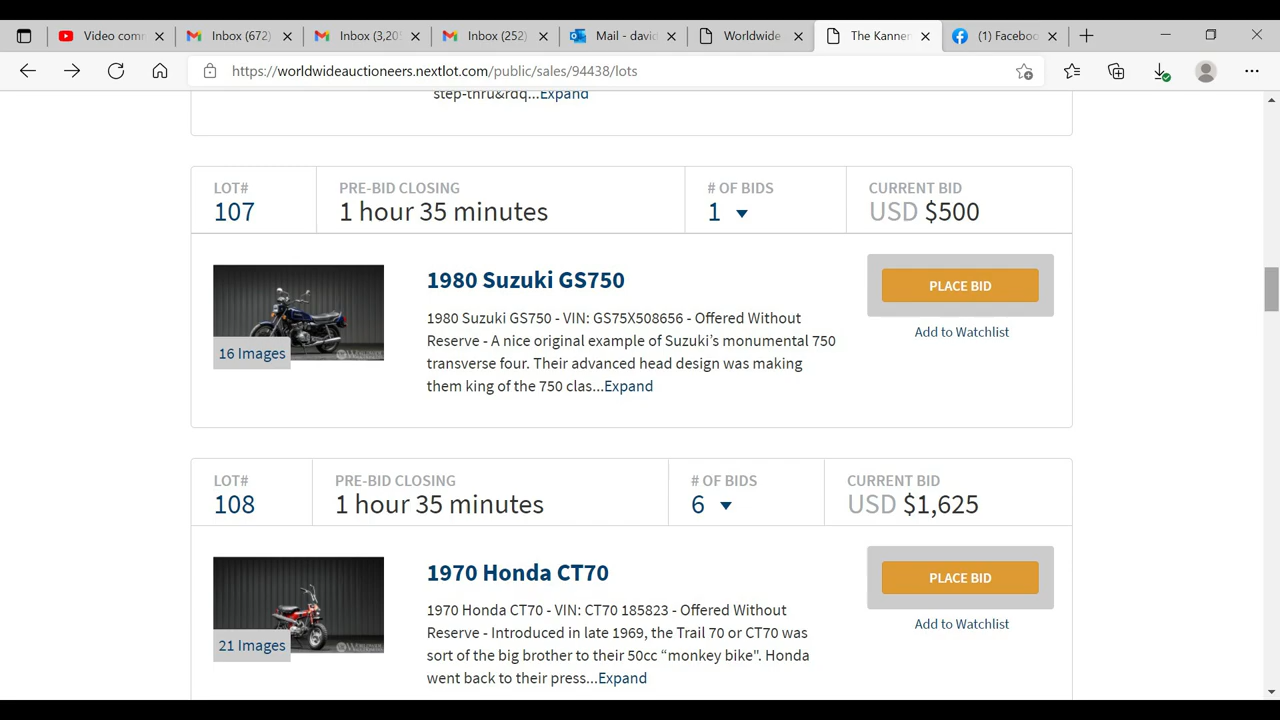 Video com
Inbox (672)
Inbox (3,20
Inbox (252)
Mail - davi
Worldwide
The Kanner
(1) Faceboo
https://worldwideauctioneers.nextlot.com/public/sales/94438/lots
step-thru&rdq...Expand
LOT#
107
PRE-BID CLOSING
1 hour 35 minutes
# OF BIDS
1
CURRENT BID
USD $500
16 Images
1980 Suzuki GS750
1980 Suzuki GS750 - VIN: GS75X508656 - Offered Without
Reserve - A nice original example of Suzuki’s monumental 750
transverse four. Their advanced head design was making
them king of the 750 clas...Expand
PLACE BID
Add to Watchlist
LOT#
108
PRE-BID CLOSING
1 hour 35 minutes
# OF BIDS
6
CURRENT BID
USD $1,625
21 Images
1970 Honda CT70
1970 Honda CT70 - VIN: CT70 185823 - Offered Without
Reserve - Introduced in late 1969, the Trail 70 or CT70 was
sort of the big brother to their 50cc “monkey bike". Honda
went back to their press...Expand
PLACE BID
Add to Watchlist